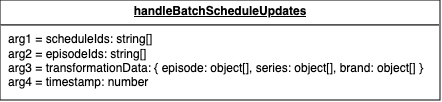 handleBatchScheduleUpdates
arg1 = scheduleIds: string[]
arg2 = episodeIds: string[]
arg3 = transformationData: { episode: object[], series: object[], brand: object[] }
arg4 = timestamp: number